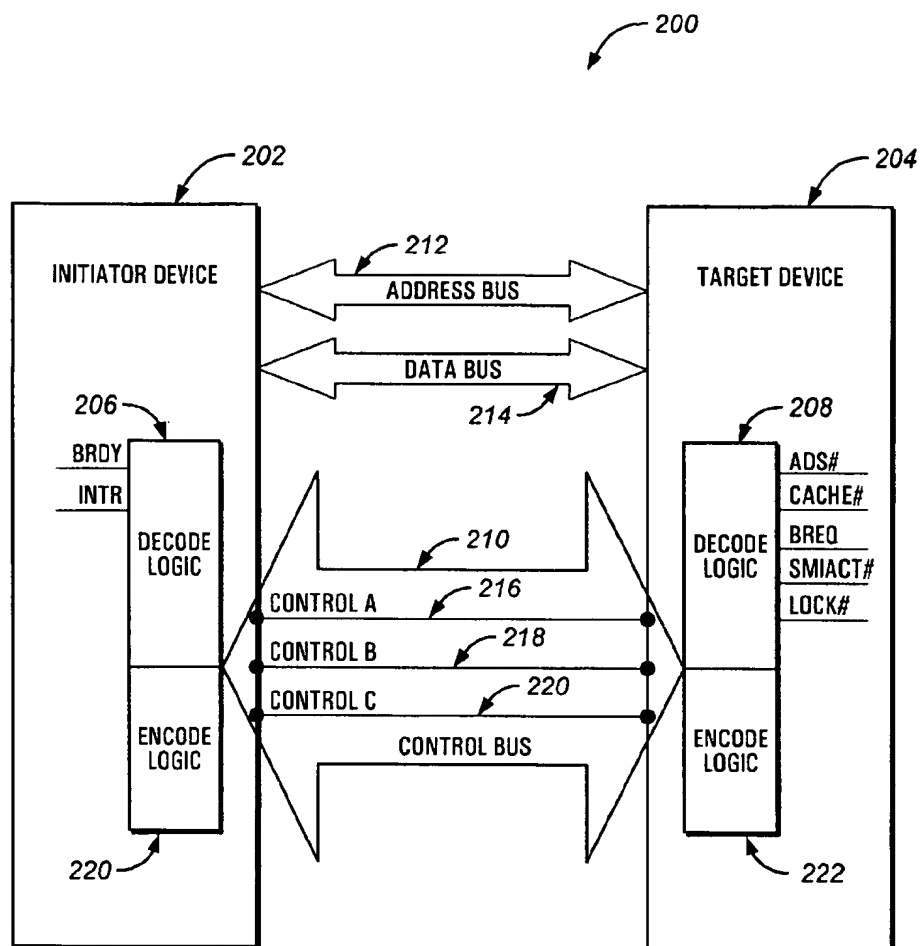 200
202
204
INITIATOR DEVICE
212
ADDRESS BUS
TARGET DEVICE
DATA BUS
214
206
208
BRDY
INTR
DECODE
LOGIC
210
DECODE
LOGIC
ADS#
CACHE#
BREQ
SMIACT#
LOCK#
CONTROL A
216
CONTROL B
218
CONTROL C
220
CONTROL BUS
ENCODE
LOGIC
ENCODE
LOGIC
220
222